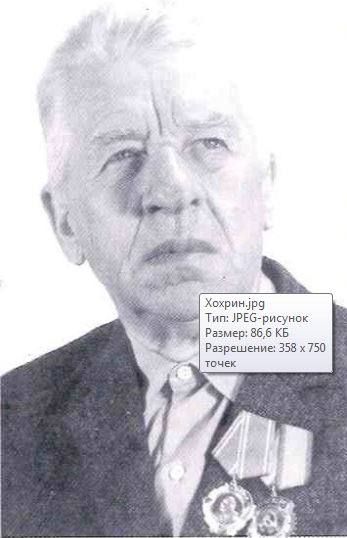 Хохрин.jpg
Тип: JPEG-рисунок
Размер: 86,6 КБ
Разрешение: 358 x 750
точек